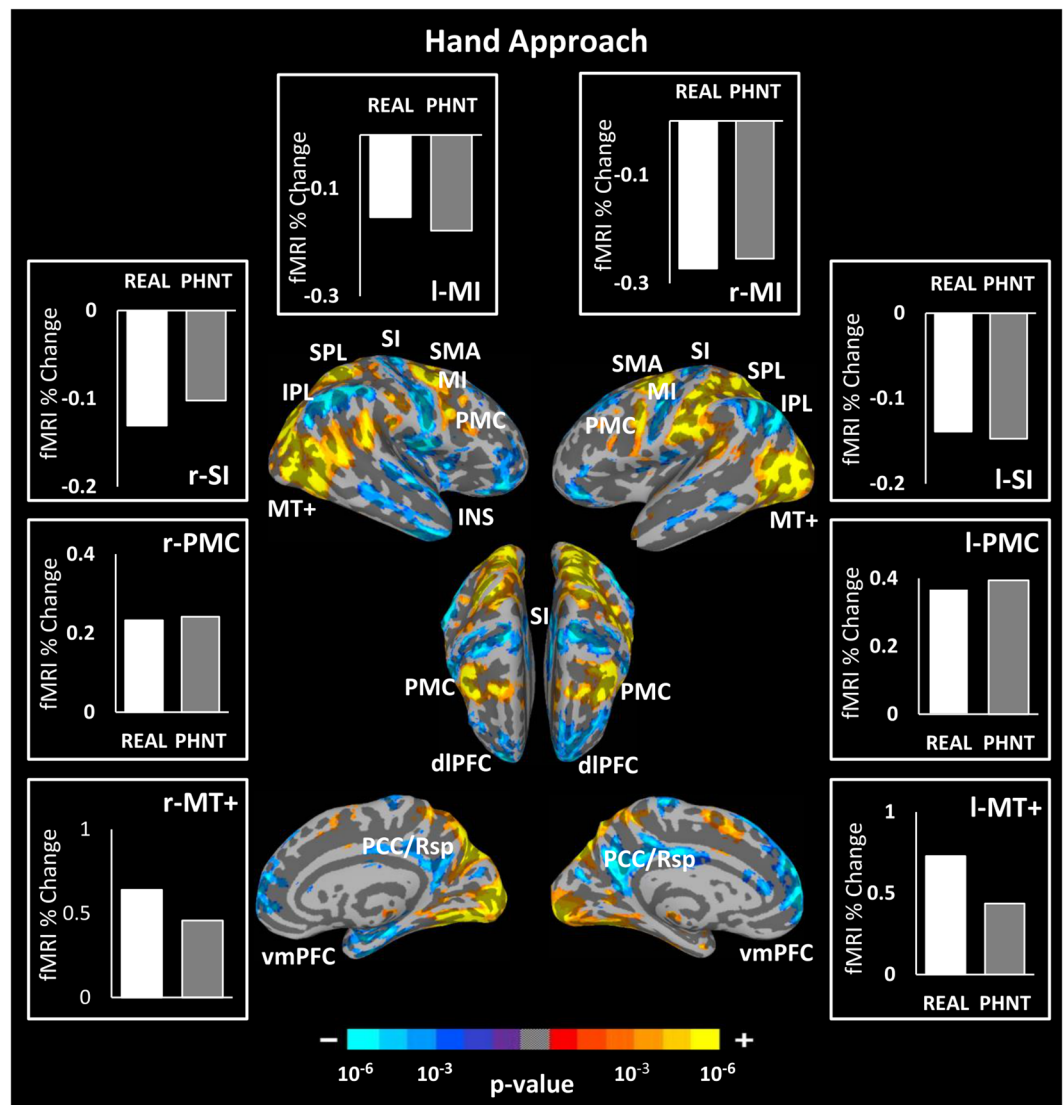 Hand Approach
REAL PHNT
fMRI % Change
-0.1
-0.3
l-MI
REAL PHNT
fMRI % Change
-0.1
-0.3
r-MI
REAL PHNT
fMRI % Change
0
-0.1
-0.2
r-SI
REAL PHNT
fMRI % Change
0
-0.1
-0.2
l-SI
SPL
SI
SMA
IPL
MI
PMC
MT+
INS
SMA
SI
SPL
MI
IPL
PMC
MT+
r-PMC
fMRI % Change
0.4
0.2
0
REAL PHNT
l-PMC
fMRI % Change
0.4
0.2
0
REAL PHNT
SI
PMC
PMC
dlPFC
dlPFC
r-MT+
fMRI % Change
1
0.5
0
l-MT+
fMRI % Change
1
0.5
0
REAL PHNT
PCC/Rsp
PCC/Rsp
vmPFC
vmPFC
− +
10-6 10-3 10-3 10-6
p-value